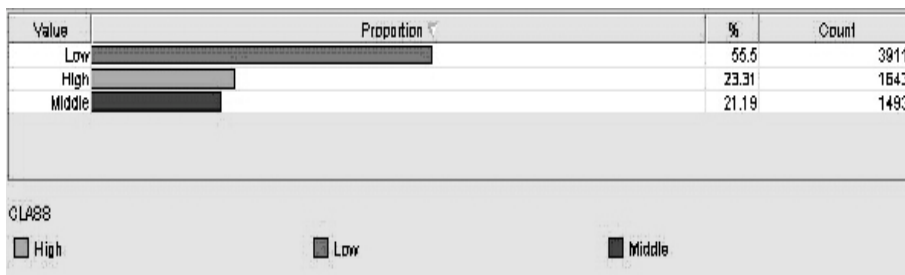 Value Proportion % Count
Low 55.5 3911
High 23.31 1643
Middle 21.19 1493
CLASS
High Low Middle